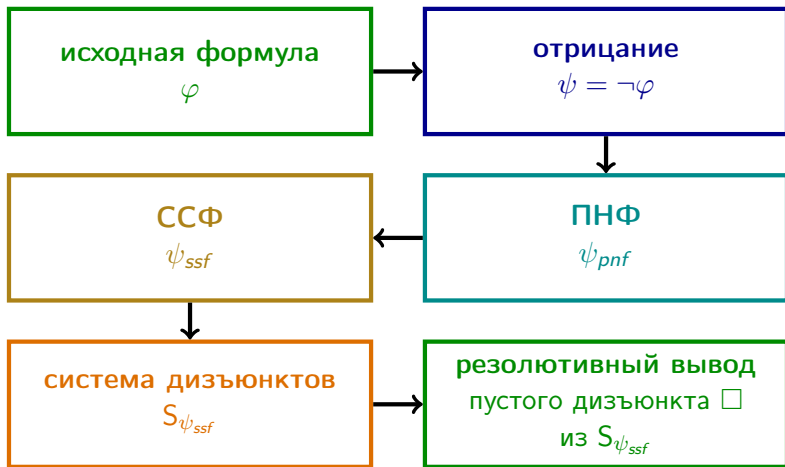 исходная формула
φ
отрицание
ψ = ¬φ
ССФ
ψ_ssf
ПНФ
ψ_pnf
система дизъюнктов
S_ψ_ssf
резолютивный вывод
пустого дизъюнкта □
из S_ψ_ssf